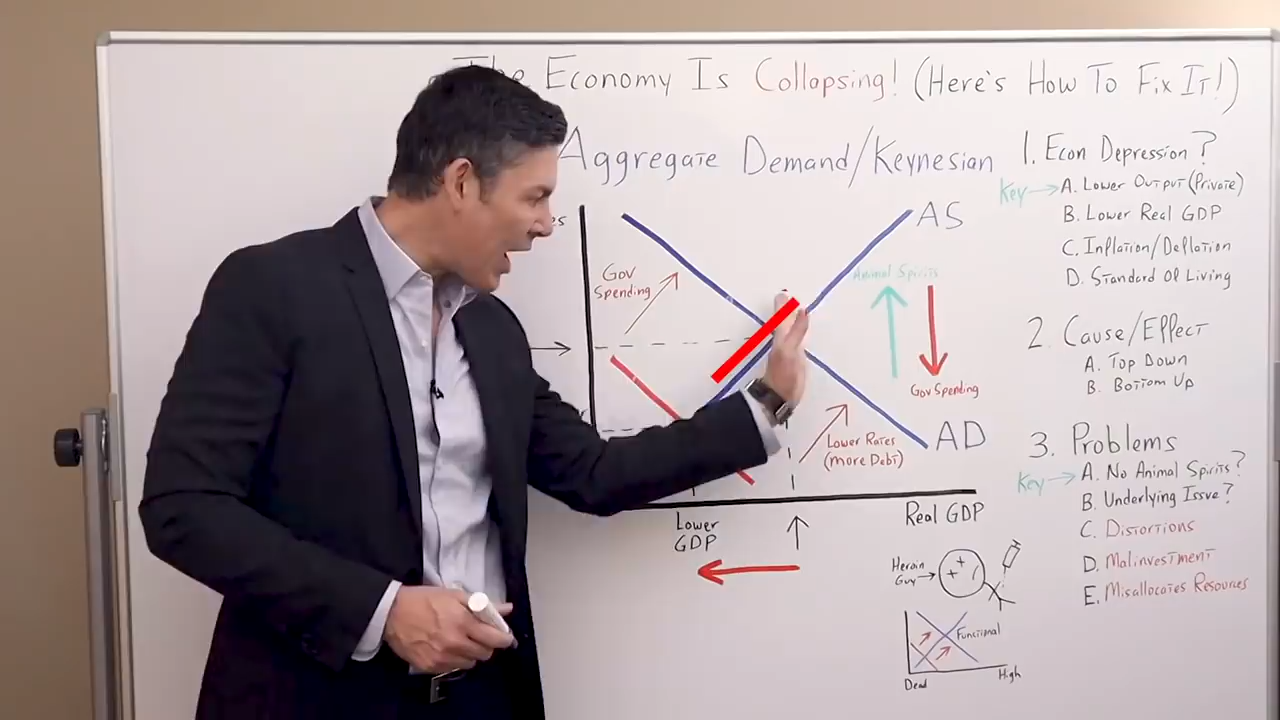 The Economy Is Collapsing! (Here's How To Fix It!)
Aggregate Demand/Keynesian
es
AS
Gov
Spending
Animal Spirits
Gov Spending
AD
Lower Rates
(more Debt)
Lower
GDP
Real GDP
Heroin
Guy
+ +
Functional
Dead
High
1. Econ Depression?
Key
A. Lower Output (Private)
B. Lower Real GDP
C. Inflation/Deflation
D. Standard Of Living
2. Cause/Effect
A. Top Down
B. Bottom Up
3. Problems
Key
A. No Animal Spirits?
B. Underlying Issue?
C. Distortions
D. Malinvestment
E. Misallocates Resources